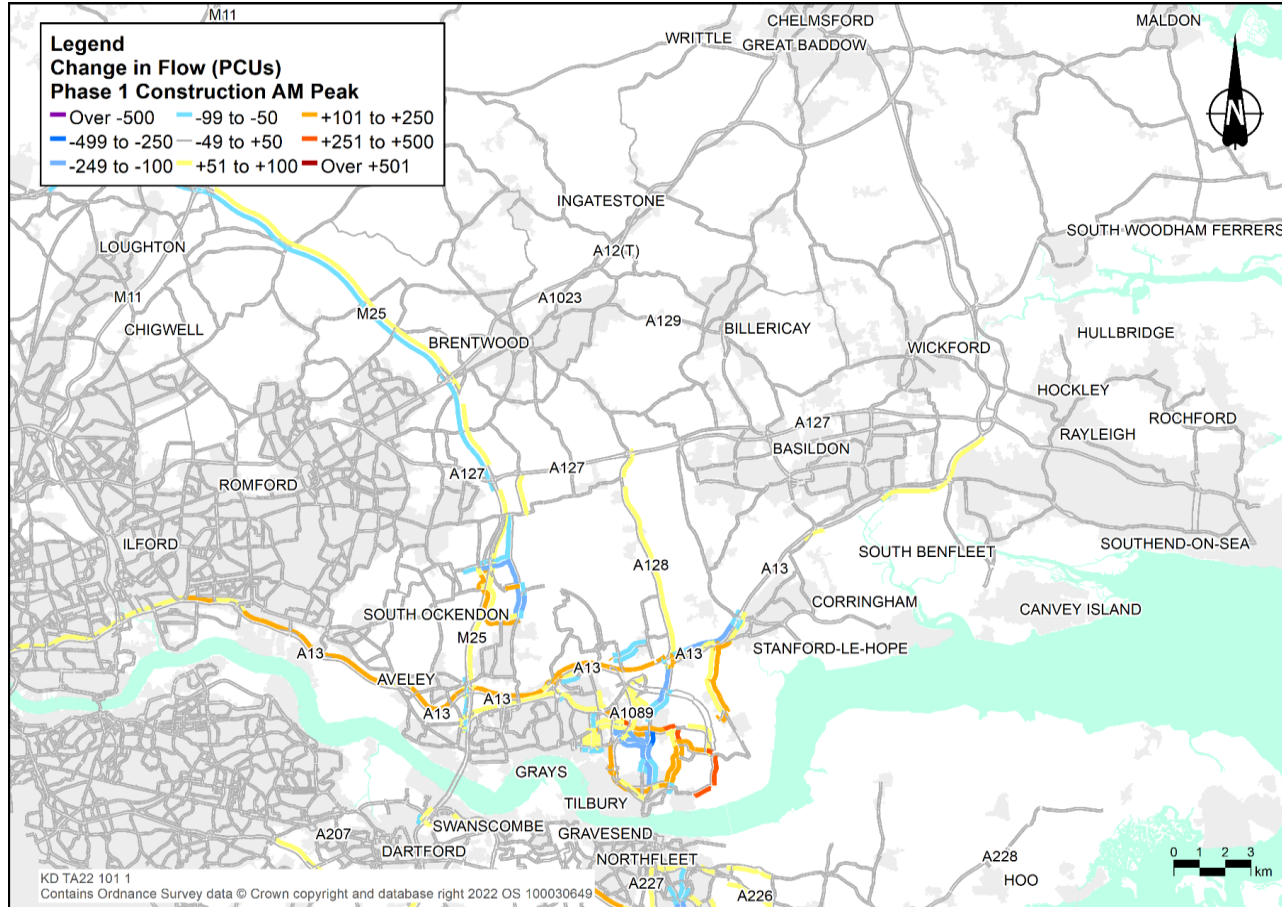 M11
CHELMSFORD
MALDON
WRITTLE
GREAT BADDOW
Legend
Change in Flow (PCUs)
Phase 1 Construction AM Peak
Over -500
-99 to -50
+101 to +250
-499 to -250
-49 to +50
+251 to +500
-249 to -100
+51 to +100
Over +501
N
INGATESTONE
SOUTH WOODHAM FERRERS
LOUGHTON
A12(T)
M11
A1023
CHIGWELL
M25
A129
BILLERICAY
HULLBRIDGE
BRENTWOOD
WICKFORD
HOCKLEY
ROCHFORD
A127
RAYLEIGH
BASILDON
A127
A127
ROMFORD
ILFORD
SOUTH BENFLEET
SOUTHEND-ON-SEA
A128
A13
CORRINGHAM
CANVEY ISLAND
SOUTH OCKENDON
M25
STANFORD-LE-HOPE
A13
A13
A13
AVELEY
A13
A13
A1089
GRAYS
TILBURY
SWANSCOMBE
A207
GRAVESEND
DARTFORD
NORTHFLEET
A228
HOO
A227
A226
0 1 2 3
km
KD TA22 101 1
Contains Ordnance Survey data © Crown copyright and database right 2022 OS 100030649